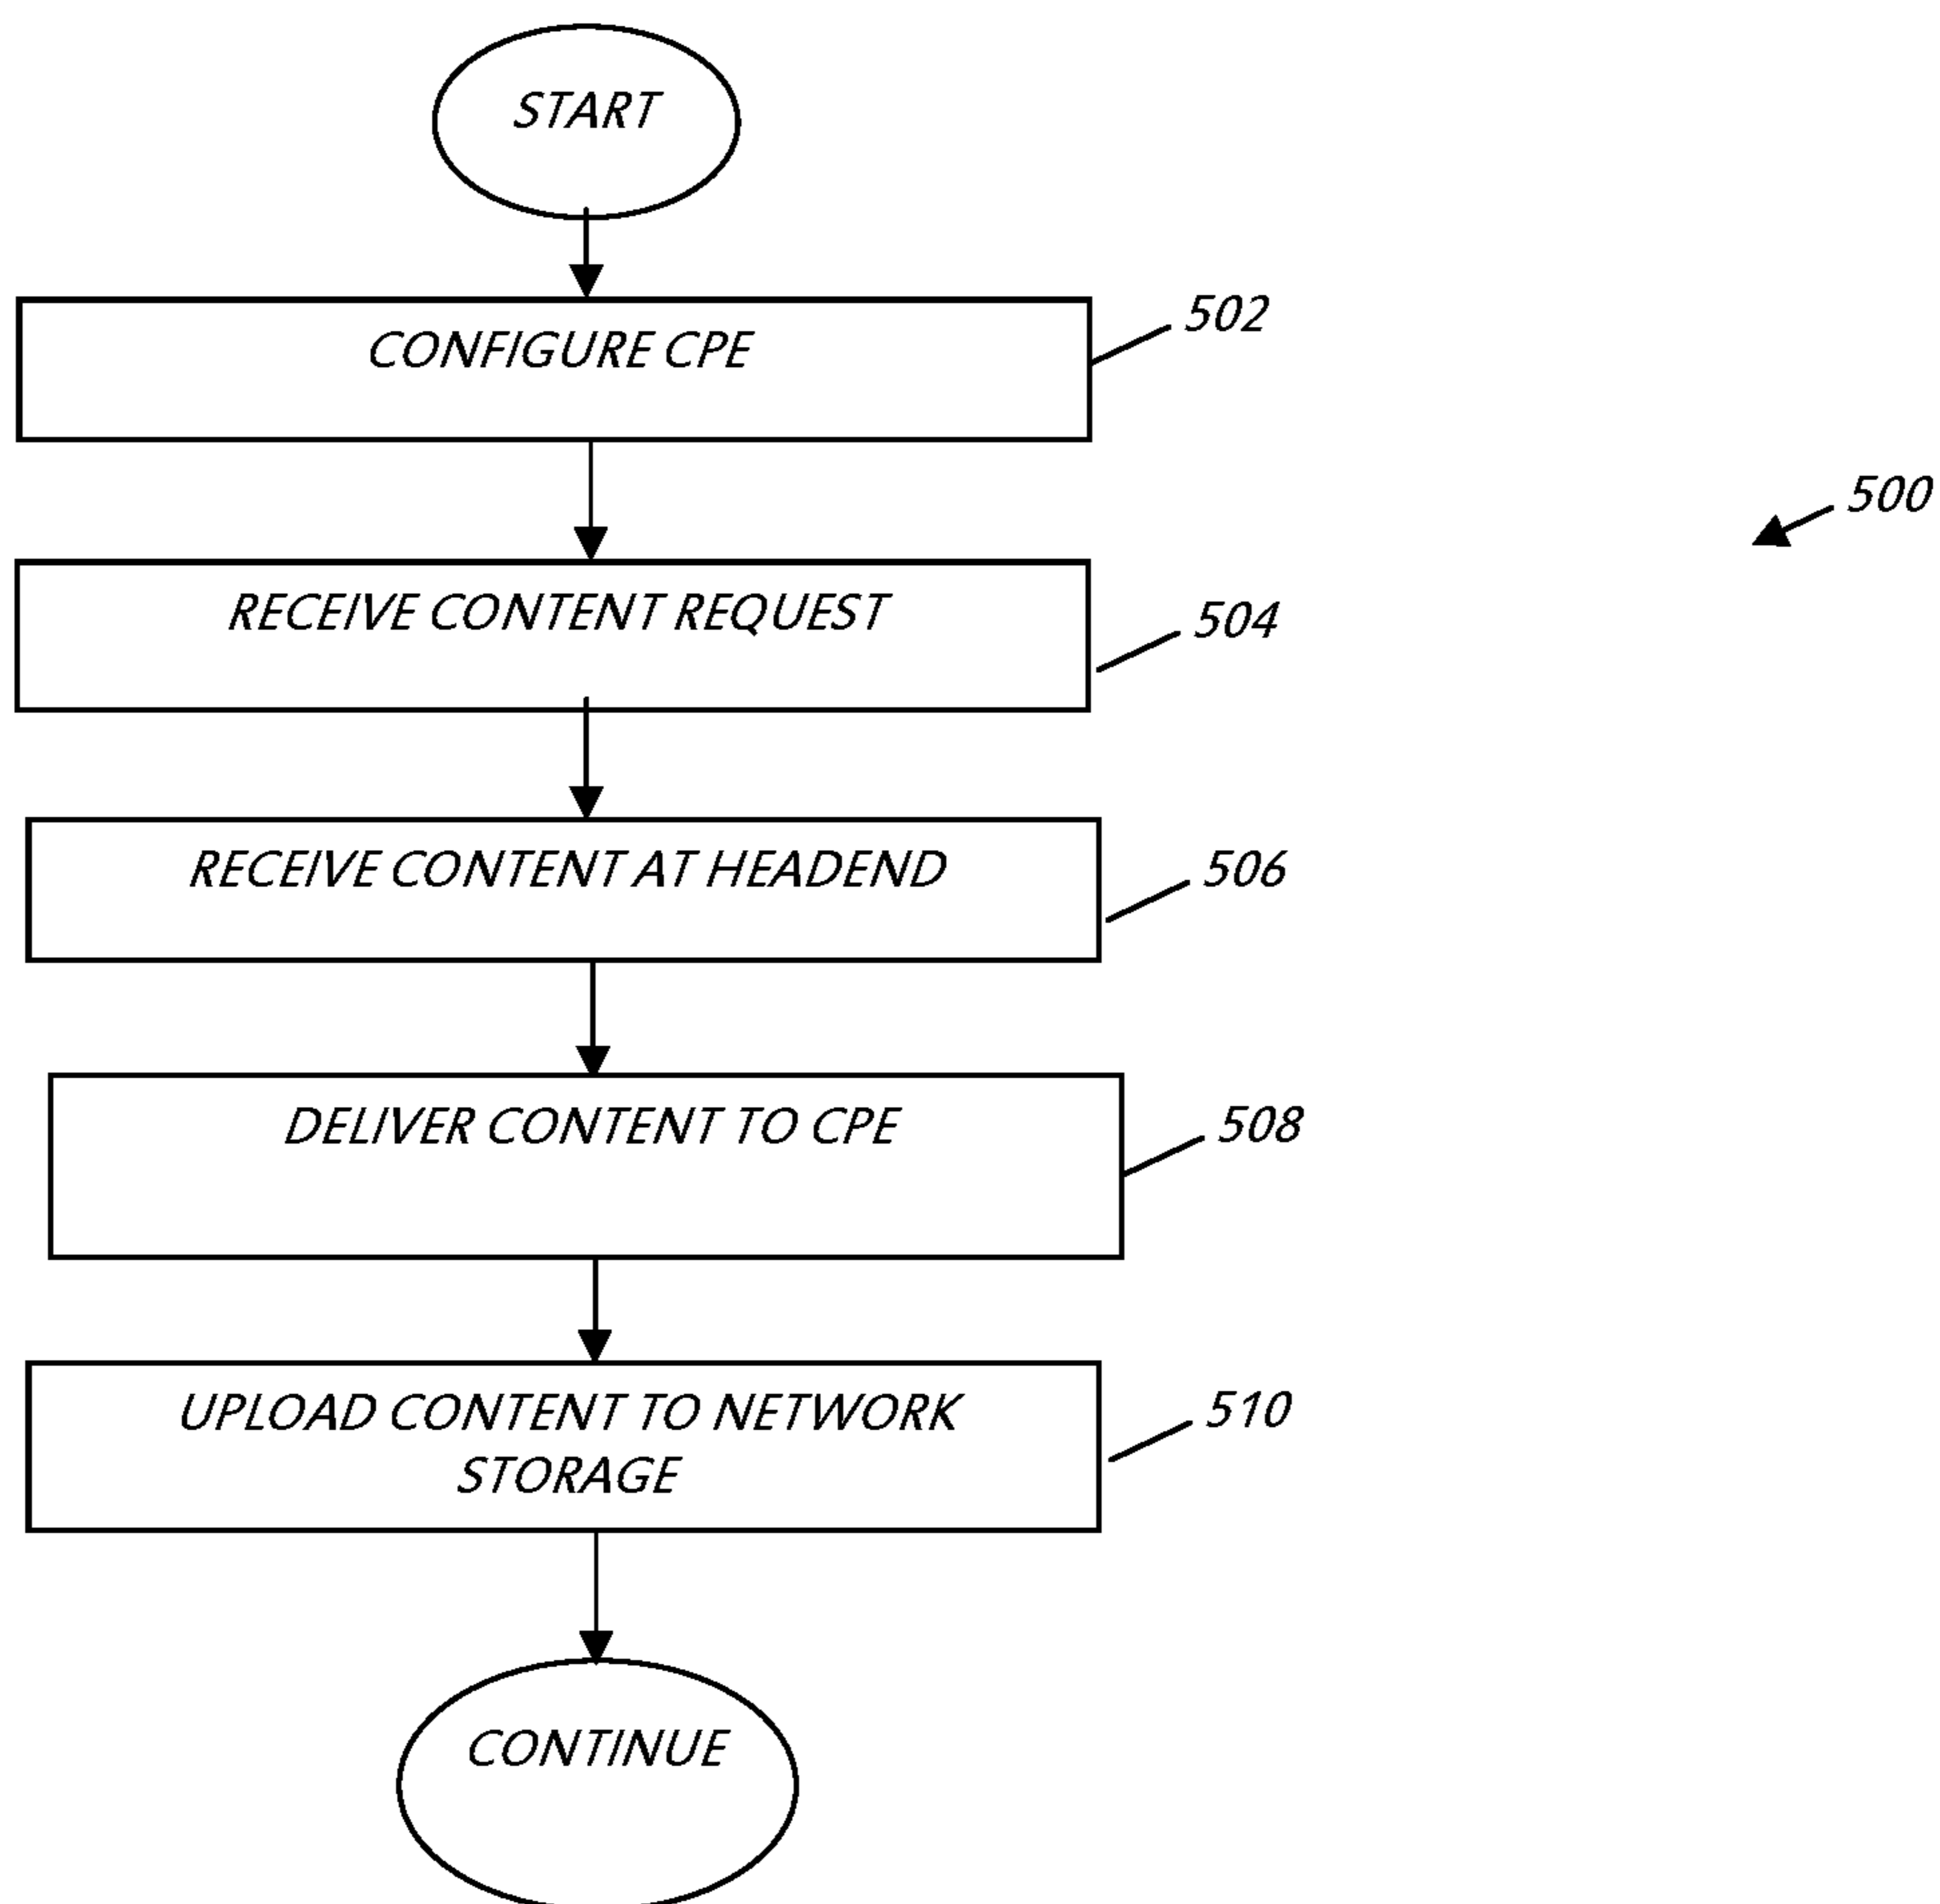 START
CONFIGURE CPE
502
500
RECEIVE CONTENT REQUEST
504
RECEIVE CONTENT AT HEADEND
506
DELIVER CONTENT TO CPE
508
UPLOAD CONTENT TO NETWORK
STORAGE
510
CONTINUE